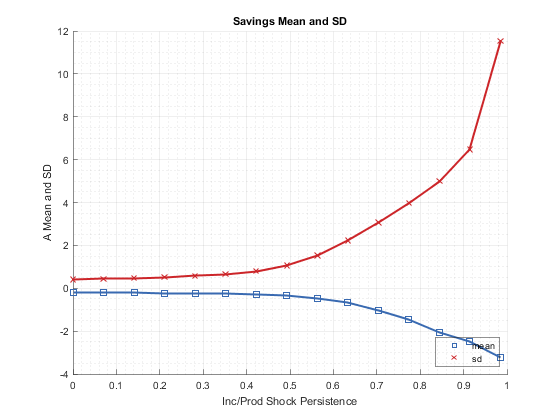 Savings Mean and SD
12
10
8
6
4
2
0
-2
-4
A Mean and SD
0 0.1 0.2 0.3 0.4 0.5 0.6 0.7 0.8 0.9 1
Inc/Prod Shock Persistence
mean
sd